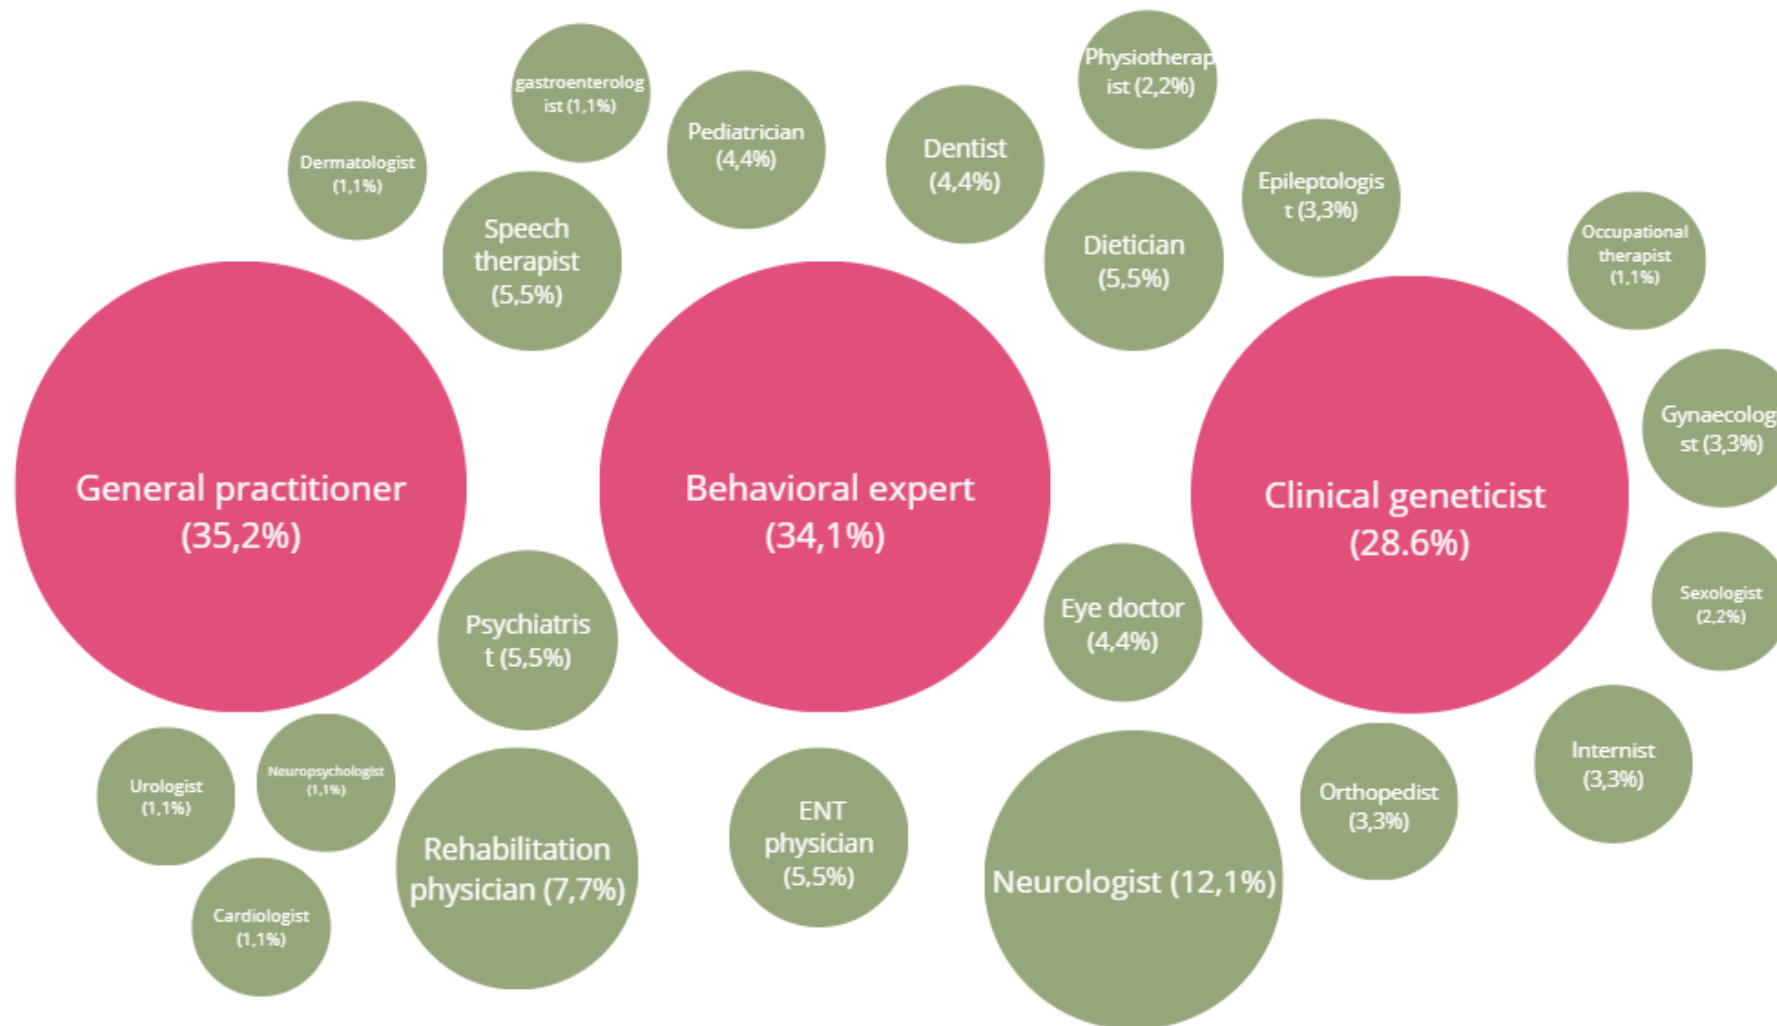 Physiotherap
ist (2,2%)
gastroenterolog
ist (1,1%)
Pediatrician
(4,4%)
Dentist
(4,4%)
Dermatologist
(1,1%)
Epileptologis
t (3,3%)
Speech
therapist
(5,5%)
Dietician
(5,5%)
Occupational
therapist
(1,1%)
Gynaecologi
st (3,3%)
General practitioner
(35,2%)
Behavioral expert
(34,1%)
Clinical geneticist
(28.6%)
Psychiatris
t (5,5%)
Eye doctor
(4,4%)
Sexologist
(2,2%)
Urologist
(1,1%)
Neuropsychologist
(1,1%)
Internist
(3,3%)
Orthopedist
(3,3%)
Rehabilitation
physician (7,7%)
ENT
physician
(5,5%)
Neurologist (12,1%)
Cardiologist
(1,1%)